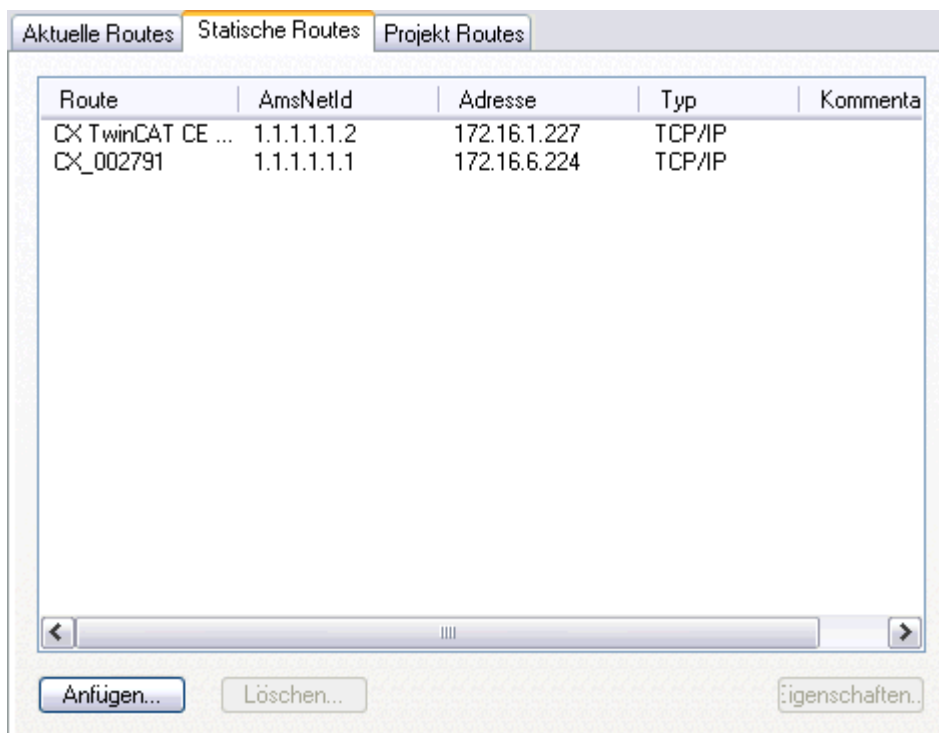 Aktuelle Routes Statische Routes Projekt Routes
Route AmsNetId Adresse Typ Kommenta
CX TwinCAT CE ... 1.1.1.1.1.2 172.16.1.227 TCP/IP
CX_002791 1.1.1.1.1.1 172.16.6.224 TCP/IP
Anfügen... Löschen... Eigenschaften..